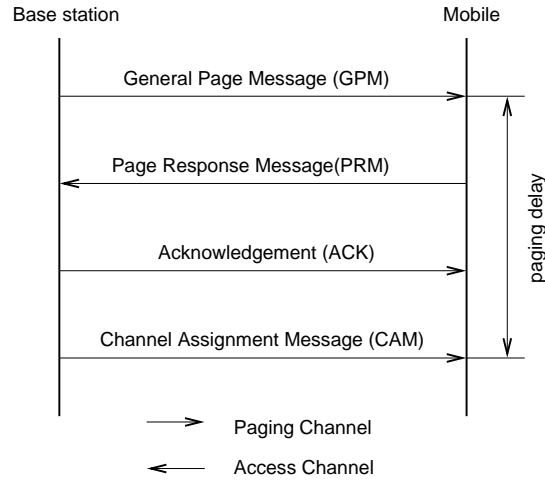 Base station
Mobile
General Page Message (GPM)
Page Response Message(PRM)
paging delay
Acknowledgement (ACK)
Channel Assignment Message (CAM)
Paging Channel
Access Channel